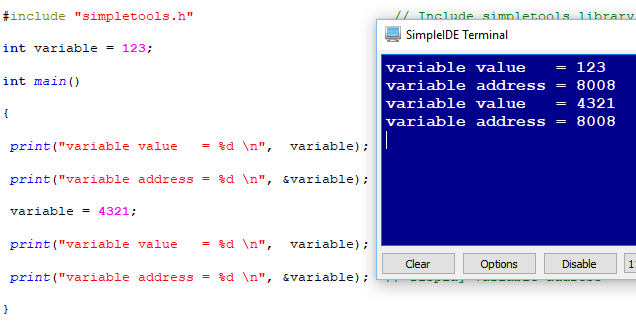 #include "simpletools.h" // Include simpletools library
int variable = 123;
int main()
{
print("variable value   = %d \n",  variable);
print("variable address = %d \n", &variable);
variable = 4321;
print("variable value   = %d \n",  variable);
print("variable address = %d \n", &variable); // Display variable address
}
SimpleIDE Terminal
variable value   = 123
variable address = 8008
variable value   = 4321
variable address = 8008
Clear
Options
Disable